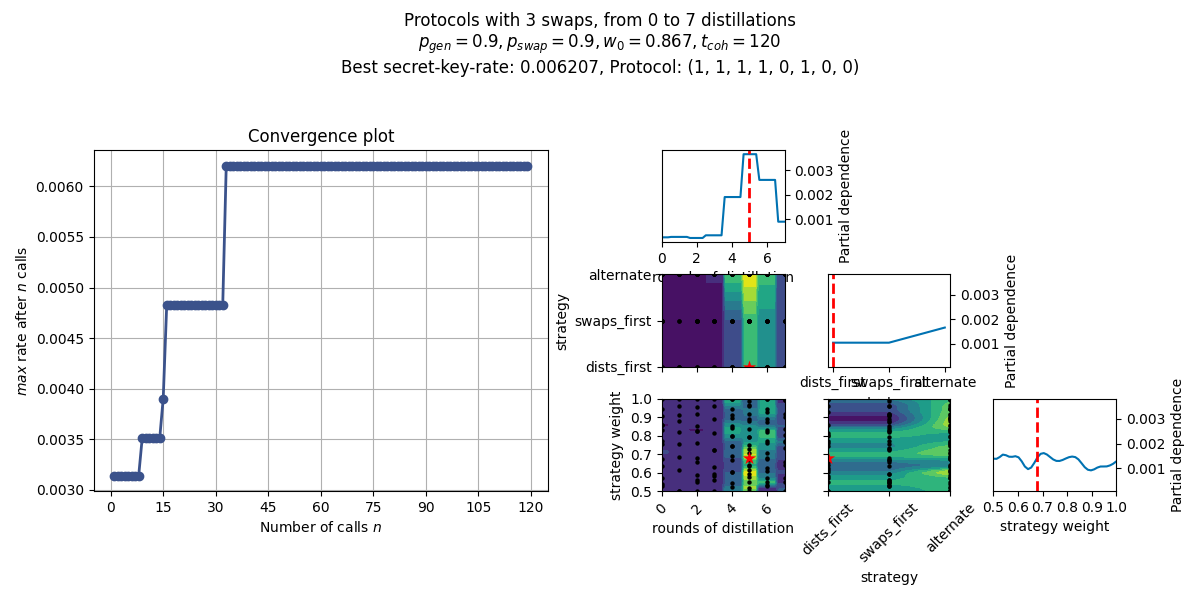 Protocols with 3 swaps, from 0 to 7 distillations
p_gen = 0.9, p_swap = 0.9, w_0 = 0.867, t_coh = 120
Best secret-key-rate: 0.006207, Protocol: (1, 1, 1, 1, 0, 1, 0, 0)
Convergence plot
max rate after n calls
0.0060
0.0055
0.0050
0.0045
0.0040
0.0035
0.0030
0 15 30 45 60 75 90 105 120
Number of calls n
0.003
0.002
0.001
Partial dependence
0 2 4 6
strategy
alternate
swaps_first
dists_first
0.003
0.002
0.001
Partial dependence
dists_first swaps_first alternate
strategy weight
1.0
0.9
0.8
0.7
0.6
0.5
0 2 4 6
rounds of distillation
dists_first swaps_first alternate
strategy
0.003
0.002
0.001
Partial dependence
0.5 0.6 0.7 0.8 0.9 1.0
strategy weight